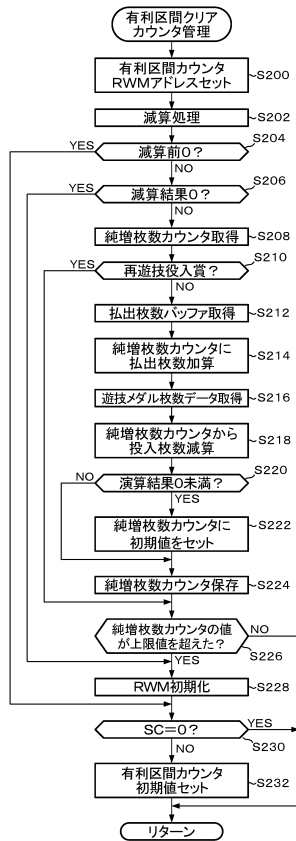 有利区間クリア
カウンタ管理
有利区間カウンタ
RWMアドレスセット
S200
減算処理
S202
S204
YES
減算前0?
NO
S206
YES
減算結果0?
NO
純増枚数カウンタ取得
S208
S210
YES
再遊技役入賞?
NO
払出枚数バッファ取得
S212
純増枚数カウンタに
払出枚数加算
S214
遊技メダル枚数データ取得
S216
純増枚数カウンタから
投入枚数減算
S218
S220
NO
演算結果0未満?
YES
純増枚数カウンタに
初期値をセット
S222
純増枚数カウンタ保存
S224
純増枚数カウンタの値
が上限値を超えた?
NO
S226
YES
RWM初期化
S228
SC=0?
YES
S230
NO
有利区間カウンタ
初期値セット
S232
リターン